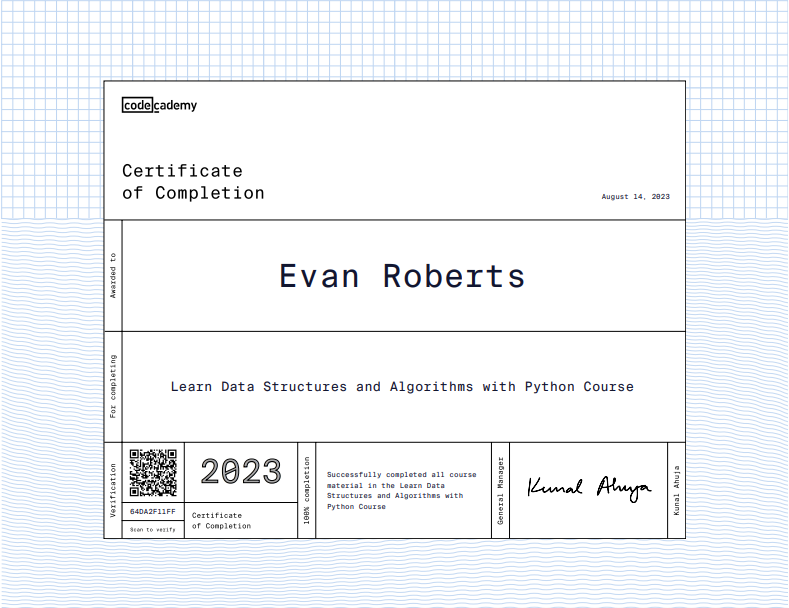 codecademy
Certificate
of Completion
August 14, 2023
Awarded to
Evan Roberts
For completing
Learn Data Structures and Algorithms with Python Course
Verification
64DA2F11FF
Scan to verify
2023
Certificate
of Completion
100% completion
Successfully completed all course
material in the Learn Data
Structures and Algorithms with
Python Course
General Manager
Kunal Ahuja
Kunal Ahuja